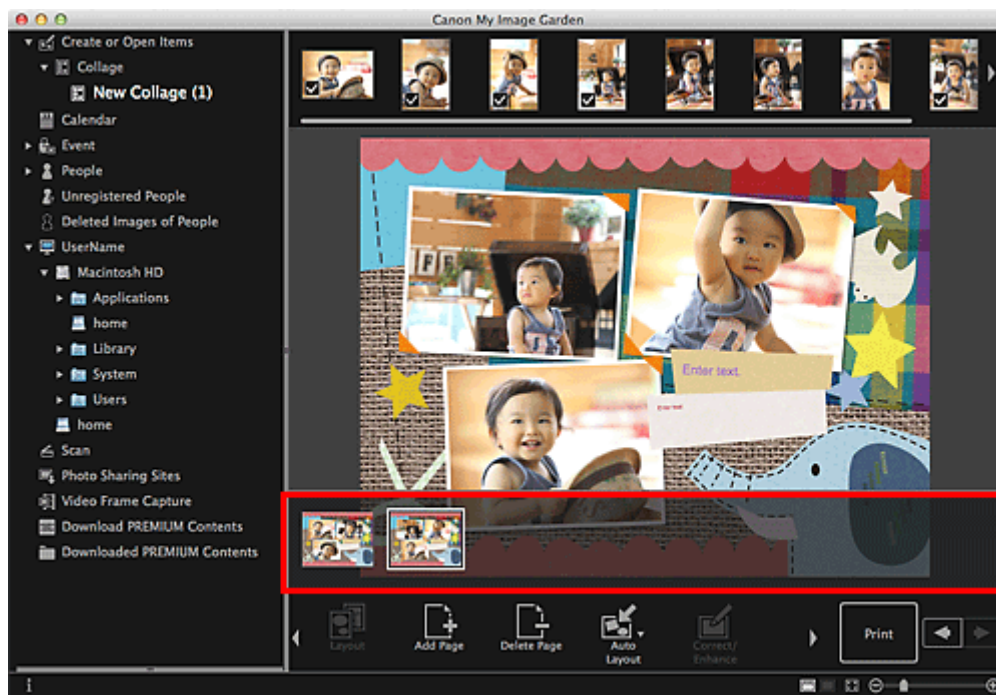 Canon My Image Garden
Create or Open Items
Collage
New Collage (1)
Calendar
Event
People
Unregistered People
Deleted Images of People
UserName
Macintosh HD
Applications
home
Library
System
Users
home
Scan
Photo Sharing Sites
Video Frame Capture
Download PREMIUM Contents
Downloaded PREMIUM Contents
Enter text.
Enter text
Layout
Add Page
Delete Page
Auto
Layout
Correct/
Enhance
Print